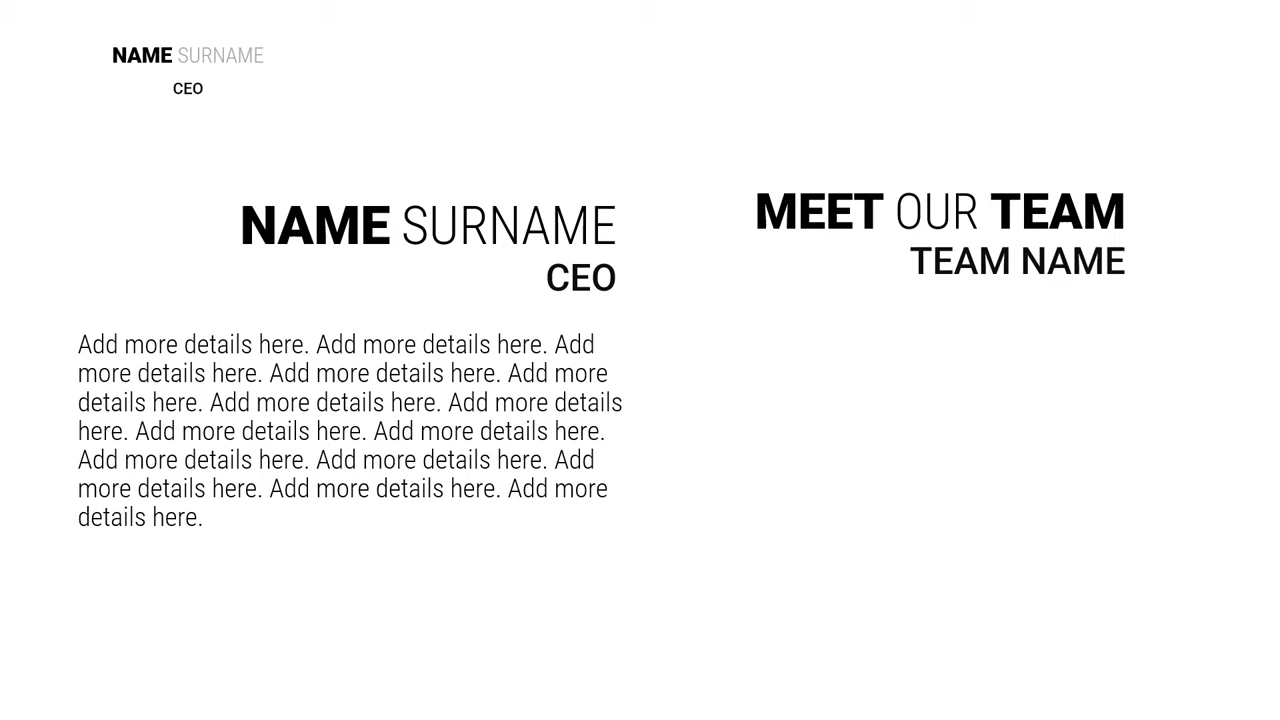 NAME SURNAME
CEO
NAME SURNAME
CEO
Add more details here. Add more details here. Add
more details here. Add more details here. Add more
details here. Add more details here. Add more details
here. Add more details here. Add more details here.
Add more details here. Add more details here. Add
more details here. Add more details here. Add more
details here.
MEET OUR TEAM
TEAM NAME